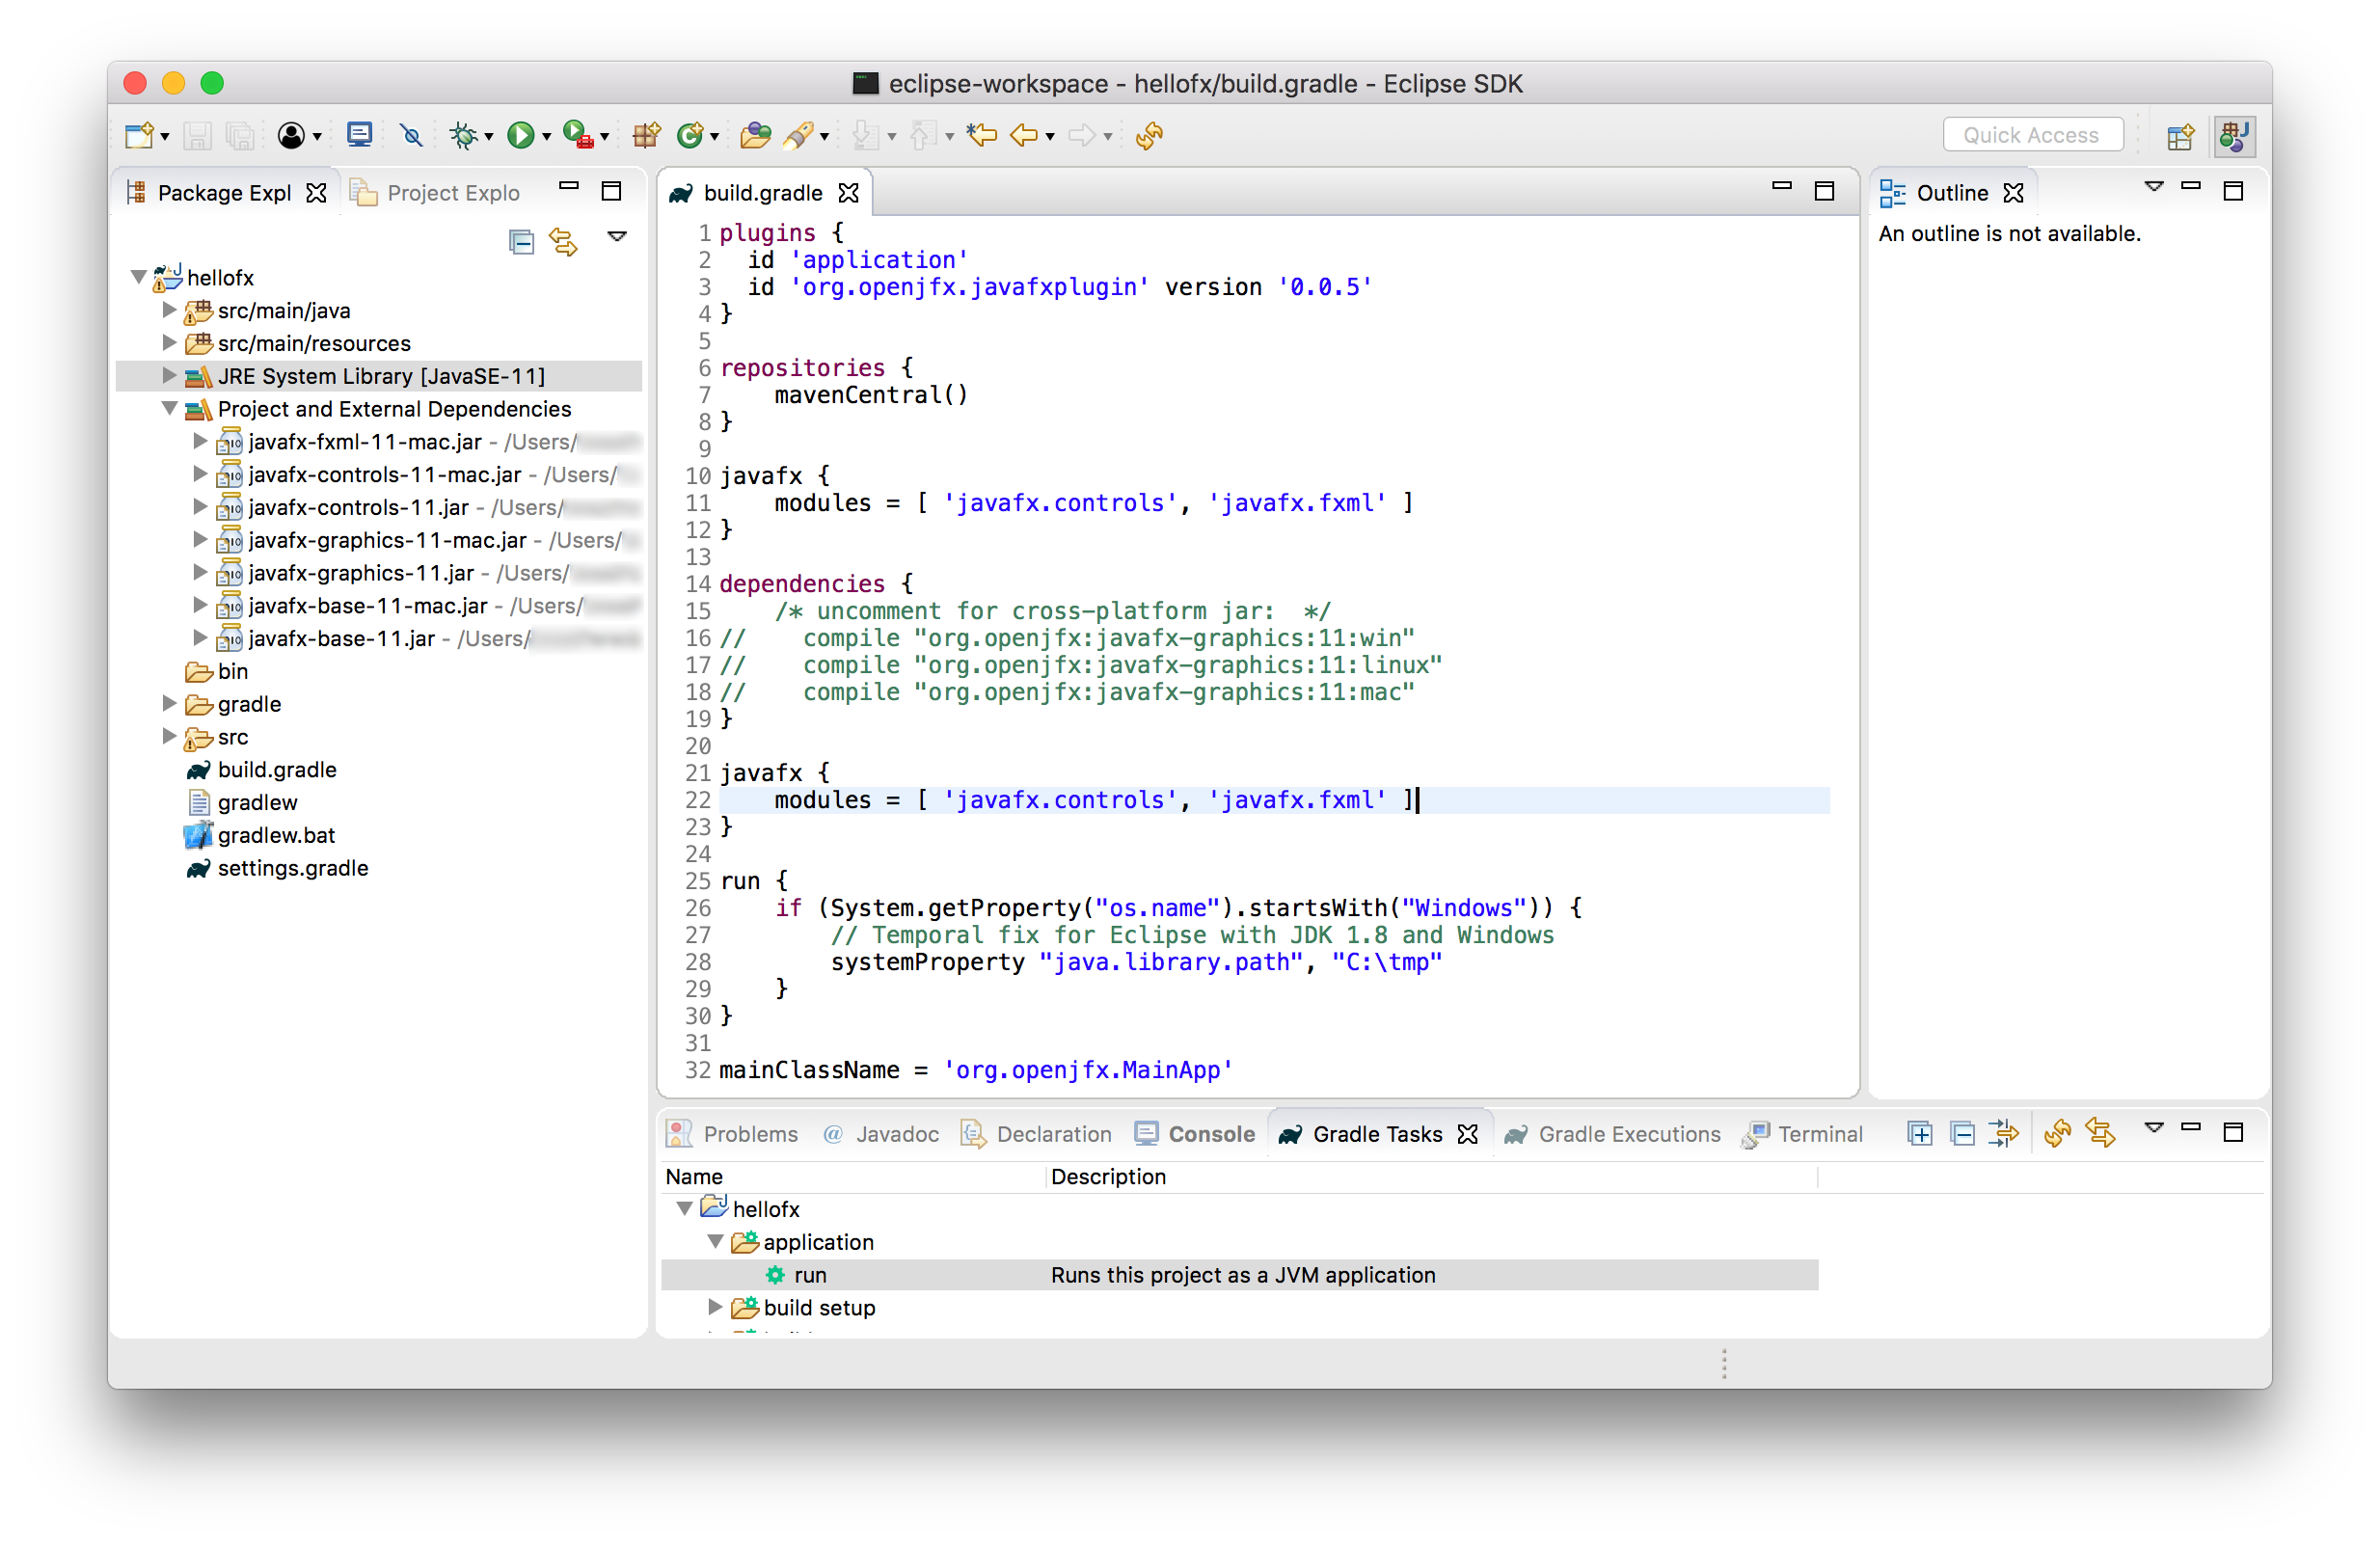 eclipse-workspace - hellofx/build.gradle - Eclipse SDK
Quick Access
Package Expl
Project Explo
hellofx
src/main/java
src/main/resources
JRE System Library [JavaSE-11]
Project and External Dependencies
javafx-fxml-11-mac.jar - /Users/
javafx-controls-11-mac.jar - /Users/
javafx-controls-11.jar - /Users/
javafx-graphics-11-mac.jar - /Users/
javafx-graphics-11.jar - /Users/
javafx-base-11-mac.jar - /Users/
javafx-base-11.jar - /Users/
bin
gradle
src
build.gradle
gradlew
gradlew.bat
settings.gradle
build.gradle
1 plugins {
2   id 'application'
3   id 'org.openjfx.javafxplugin' version '0.0.5'
4 }
5
6 repositories {
7     mavenCentral()
8 }
9
10 javafx {
11     modules = [ 'javafx.controls', 'javafx.fxml' ]
12 }
13
14 dependencies {
15     /* uncomment for cross-platform jar:  */
16 //    compile "org.openjfx:javafx-graphics:11:win"
17 //    compile "org.openjfx:javafx-graphics:11:linux"
18 //    compile "org.openjfx:javafx-graphics:11:mac"
19 }
20
21 javafx {
22     modules = [ 'javafx.controls', 'javafx.fxml' ]
23 }
24
25 run {
26     if (System.getProperty("os.name").startsWith("Windows")) {
27         // Temporal fix for Eclipse with JDK 1.8 and Windows
28         systemProperty "java.library.path", "C:\tmp"
29     }
30 }
31
32 mainClassName = 'org.openjfx.MainApp'
Outline
An outline is not available.
Problems
@ Javadoc
Declaration
Console
Gradle Tasks
Gradle Executions
Terminal
Name
Description
hellofx
application
run
Runs this project as a JVM application
build setup